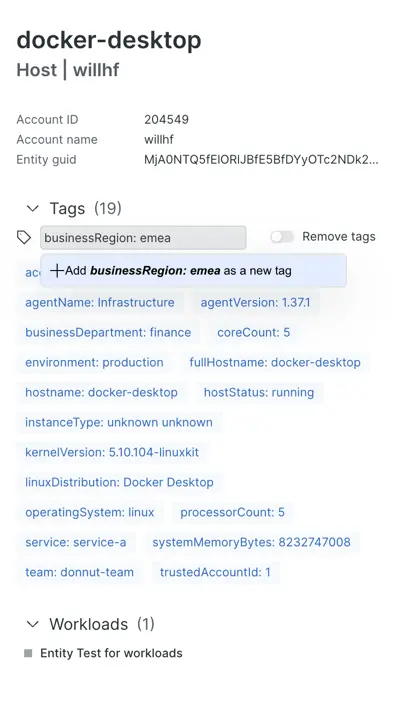 docker-desktop
Host | willhf
Account ID 204549
Account name willhf
Entity guid MjA0NTQ5fElORlJBfE5BfDYyOTc2NDk2...
Tags (19)
businessRegion: emea Remove tags
Add businessRegion: emea as a new tag
agentName: Infrastructure agentVersion: 1.37.1
businessDepartment: finance coreCount: 5
environment: production fullHostname: docker-desktop
hostname: docker-desktop hostStatus: running
instanceType: unknown unknown
kernelVersion: 5.10.104-linuxkit
linuxDistribution: Docker Desktop
operatingSystem: linux processorCount: 5
service: service-a systemMemoryBytes: 8232747008
team: donnut-team trustedAccountId: 1
Workloads (1)
Entity Test for workloads